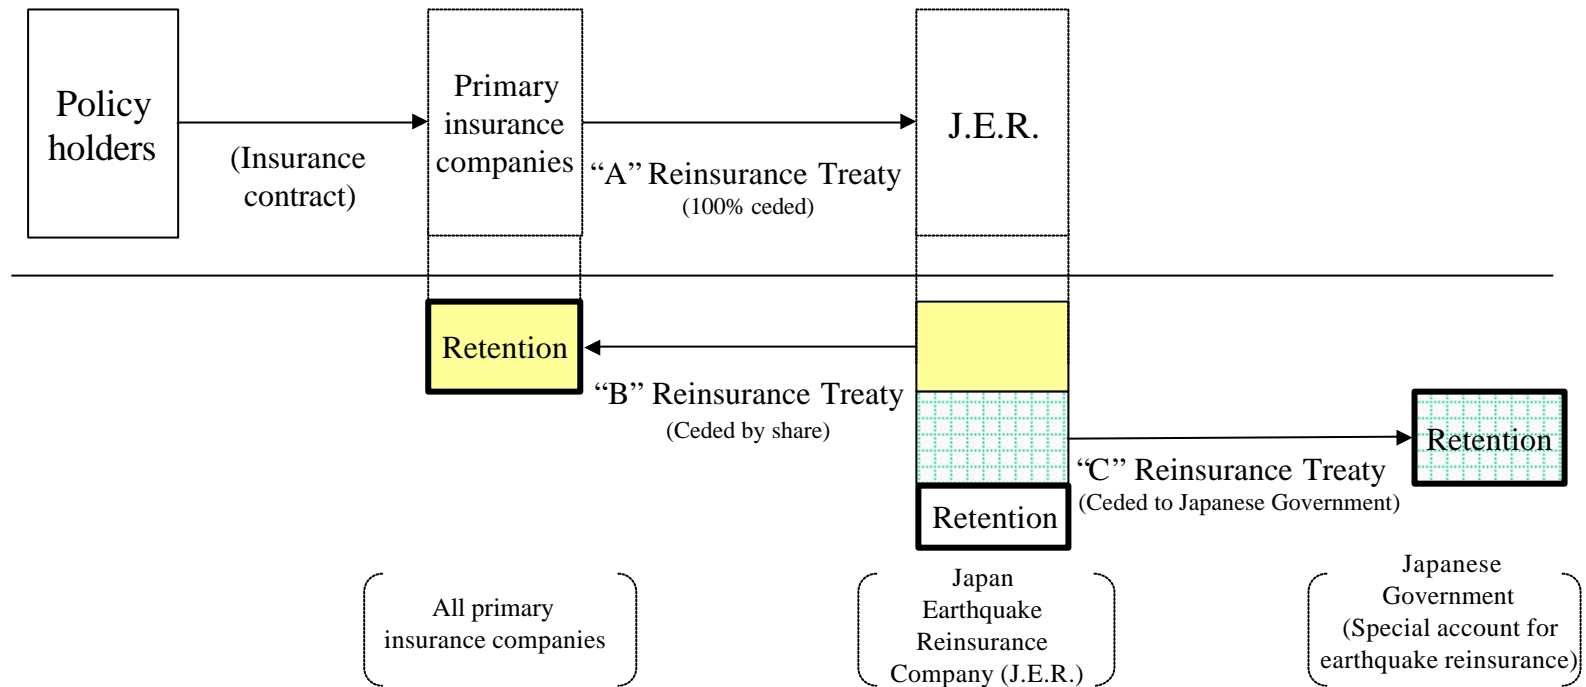 Policy
holders
(Insurance
contract)
Primary
insurance
companies
“A” Reinsurance Treaty
(100% ceded)
J.E.R.
Retention
“B” Reinsurance Treaty
(Ceded by share)
“C” Reinsurance Treaty
(Ceded to Japanese Government)
Retention
Retention
All primary
insurance companies
Japan
Earthquake
Reinsurance
Company (J.E.R.)
Japanese
Government
(Special account for
earthquake reinsurance)